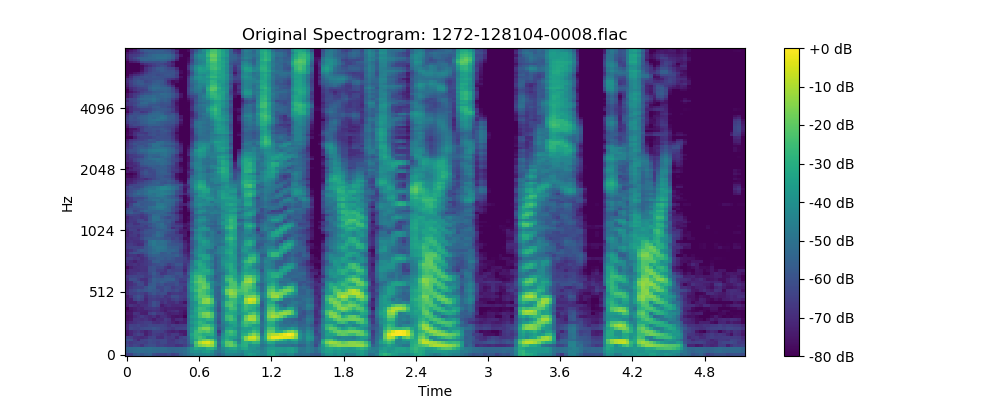 Original Spectrogram: 1272-128104-0008.flac
Hz
4096
2048
1024
512
0
0 0.6 1.2 1.8 2.4 3 3.6 4.2 4.8
Time
+0 dB
-10 dB
-20 dB
-30 dB
-40 dB
-50 dB
-60 dB
-70 dB
-80 dB